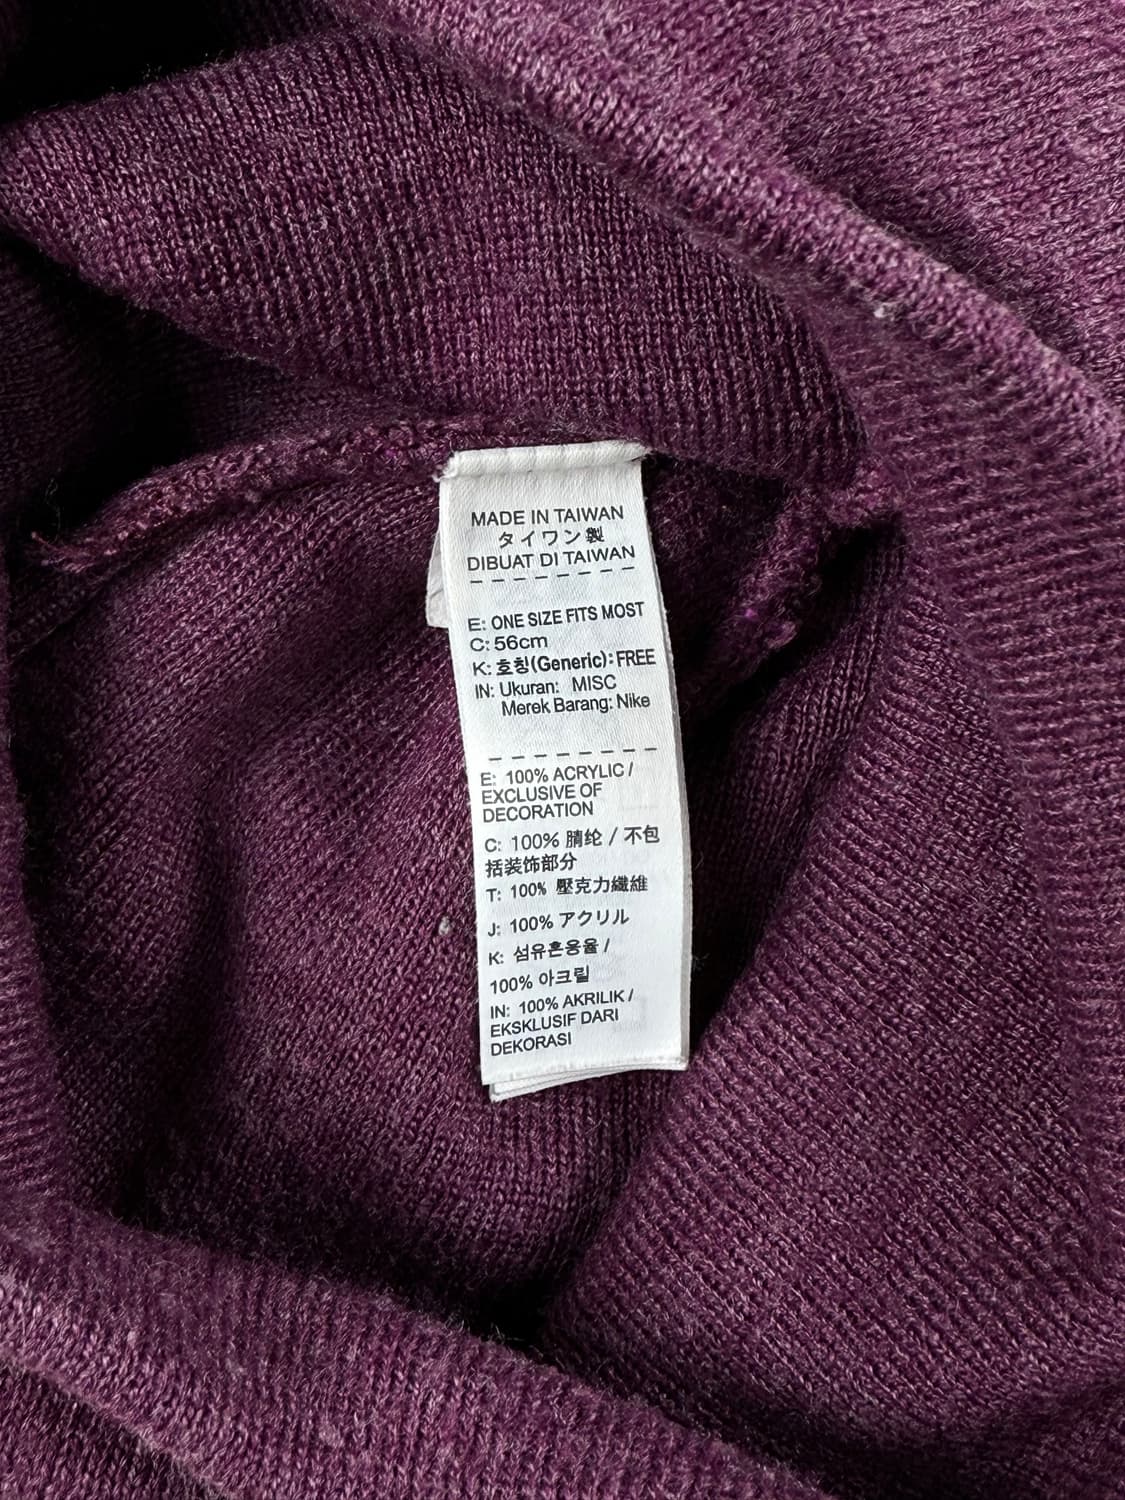 MADE IN TAIWAN
タイワン製
DIBUAT DI TAIWAN
E: ONE SIZE FITS MOST
C: 56cm
K: 호칭(Generic): FREE
IN: Ukuran: MISC
Merek Barang: Nike
E: 100% ACRYLIC /
EXCLUSIVE OF
DECORATION
C: 100% 腈纶 / 不包
括装饰部分
T: 100% 壓克力纖維
J: 100% アクリル
K: 섬유혼용율 /
100% 아크릴
IN: 100% AKRILIK /
EKSKLUSIF DARI
DEKORASI